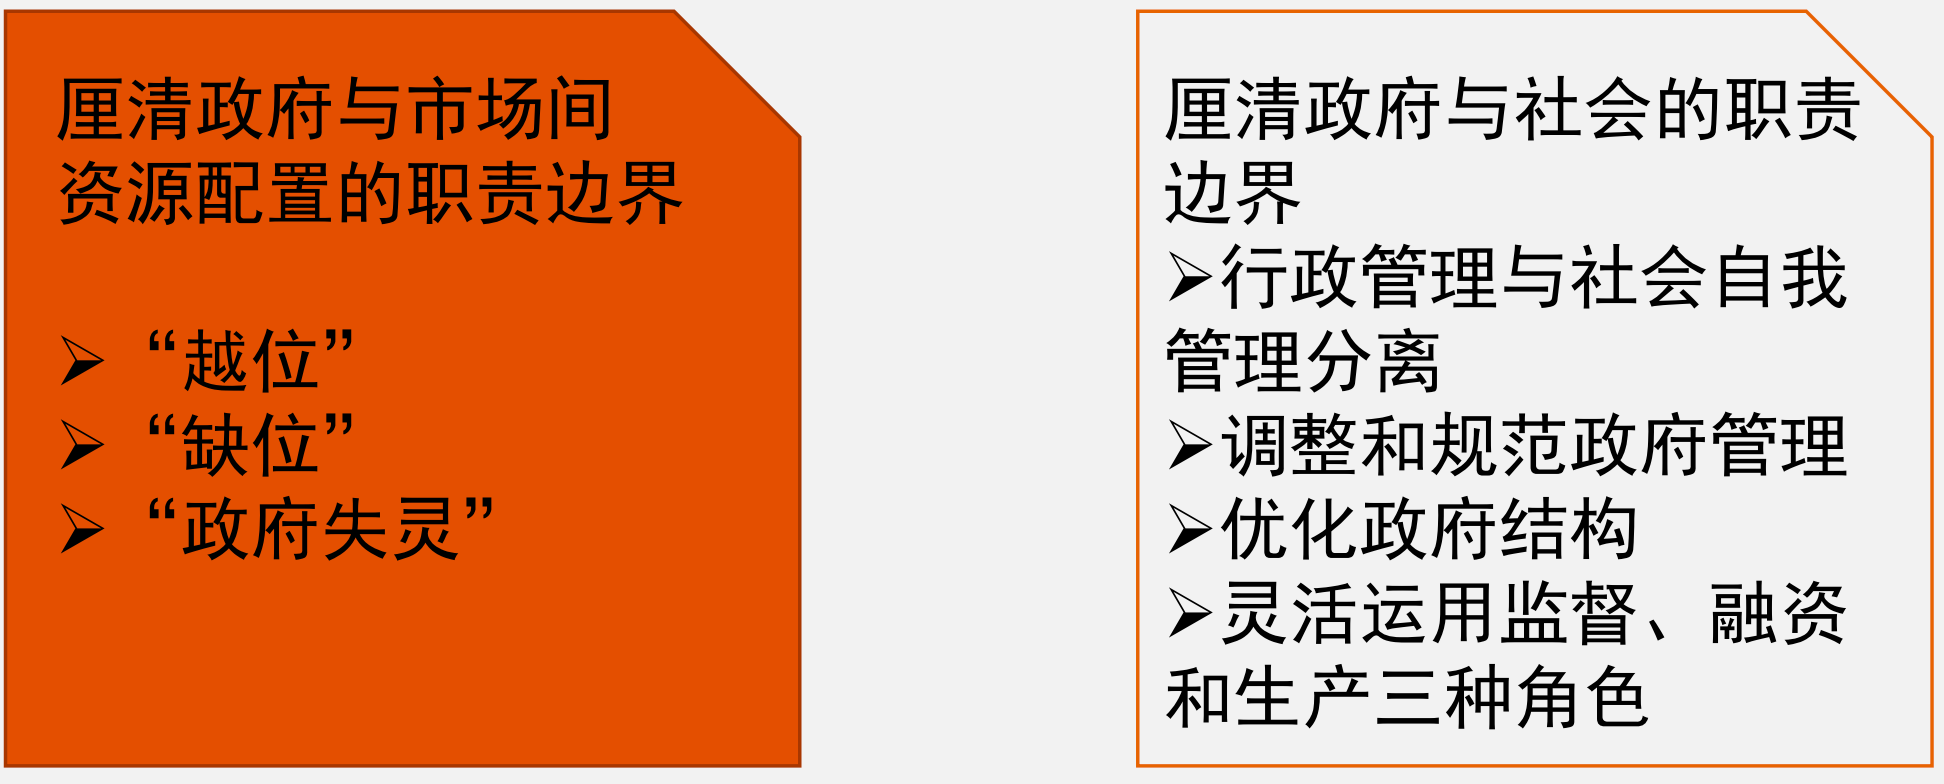 厘清政府与市场间
资源配置的职责边界
➢ “越位”
➢ “缺位”
➢ “政府失灵”
厘清政府与社会的职责
边界
➢行政管理与社会自我
管理分离
➢调整和规范政府管理
➢优化政府结构
➢灵活运用监督、融资
和生产三种角色